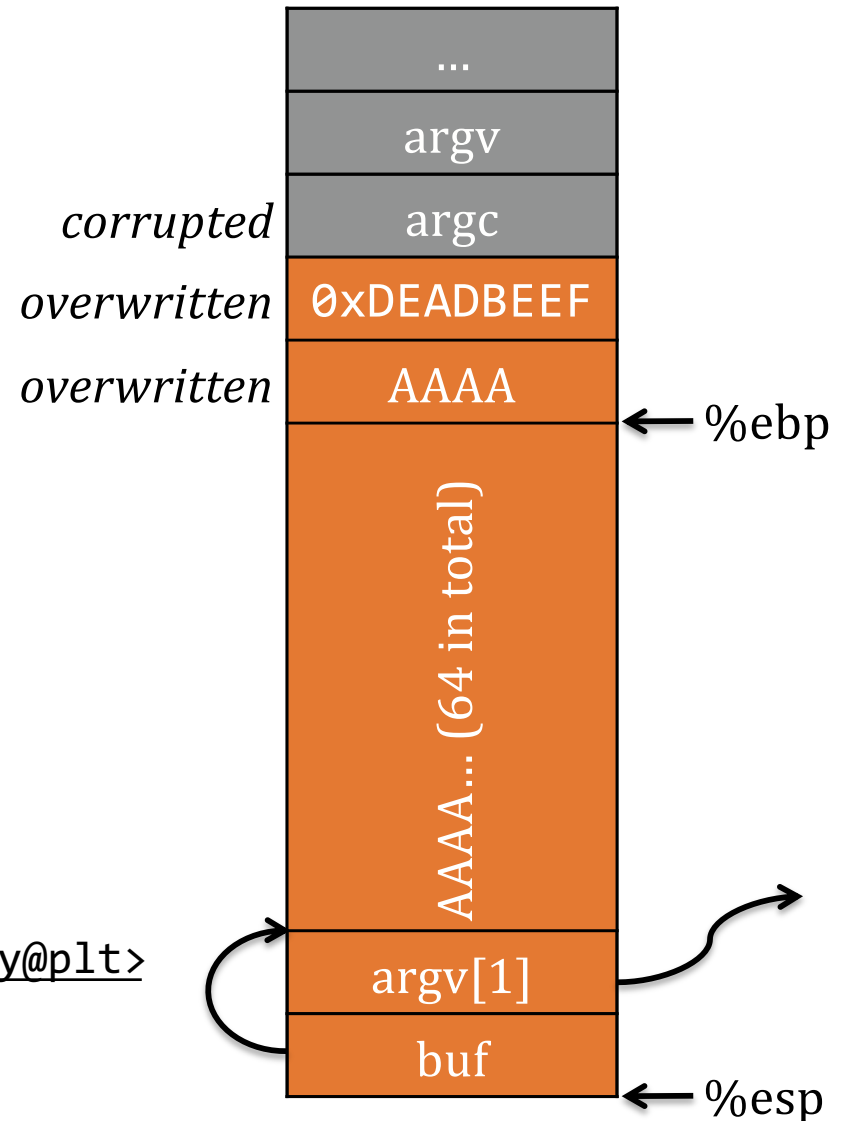 ...
argv
corrupted argc
overwritten 0xDEADBEEF
overwritten AAAA
%ebp
AAAA... (64 in total)
y@plt>
argv[1]
buf
%esp